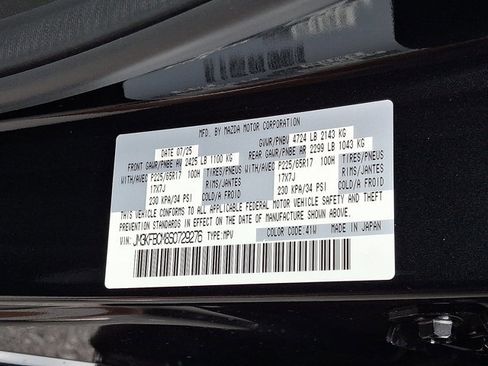 MFD. BY MAZDA MOTOR CORPORATION
DATE 07/25 GVWR/PNBV 4724 LB 2143 KG
FRONT GAWR/PNBE AV 2425 LB 1100 KG REAR GAWR/PNBE AR 2299 LB 1043 KG
WITH/AVEC P225/65R17 100H TIRES/PNEUS WITH/AVEC P225/65R17 100H TIRES/PNEUS
17X7J RIMS/JANTES 17X7J RIMS/JANTES
230 KPA/34 PSI COLD/A FROID 230 KPA/34 PSI COLD/A FROID
THIS VEHICLE CONFORMS TO ALL APPLICABLE FEDERAL MOTOR VEHICLE SAFETY, BUMPER, AND THEFT
PREVENTION STANDARDS IN EFFECT ON THE DATE OF MANUFACTURE SHOWN ABOVE.
VIN: TYPE:MPV COLOR CODE:41W MADE IN JAPAN